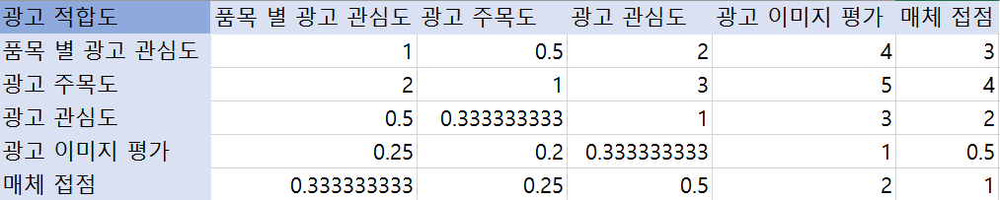 광고 적합도 품목 별 광고 관심도 광고 주목도 광고 관심도 광고 이미지 평가 매체 접점
품목 별 광고 관심도 1 0.5 2 4 3
광고 주목도 2 1 3 5 4
광고 관심도 0.5 0.333333333 1 3 2
광고 이미지 평가 0.25 0.2 0.333333333 1 0.5
매체 접점 0.333333333 0.25 0.5 2 1